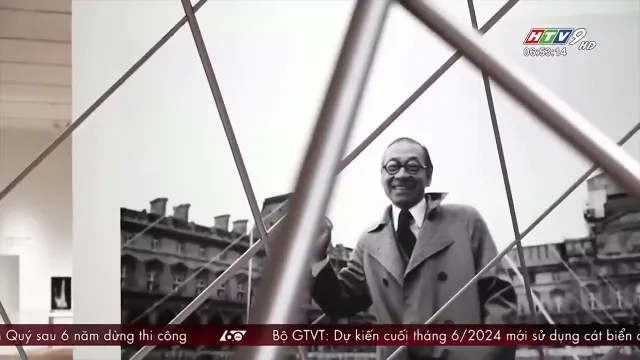 HTV9 HD
06:53:14
Quý sau 6 năm dừng thi công
60
Bộ GTVT: Dự kiến cuối tháng 6/2024 mới sử dụng cát biển